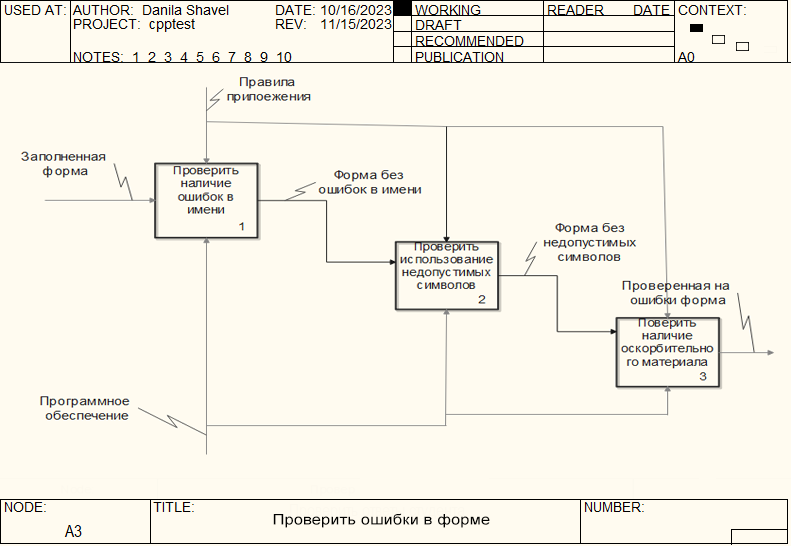 USED AT:
AUTHOR: Danila Shavel
DATE: 10/16/2023
PROJECT: cpptest
REV: 11/15/2023
NOTES: 1 2 3 4 5 6 7 8 9 10
WORKING
DRAFT
RECOMMENDED
PUBLICATION
READER DATE
CONTEXT:
A0
Правила
прилоежения
Заполненная
форма
Проверить
наличие
ошибок в
имени
1
Форма без
ошибок в имени
Проверить
использование
недопустимых
символов
2
Форма без
недопустимых
символов
Проверенная на
ошибки форма
Поверить
наличие
оскорбительно
го материала
3
Программное
обеспечение
NODE:
A3
TITLE:
Проверить ошибки в форме
NUMBER: